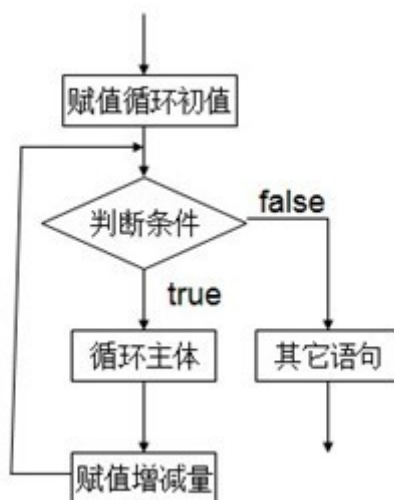 赋值循环初值
判断条件
false
true
循环主体
其它语句
赋值增减量